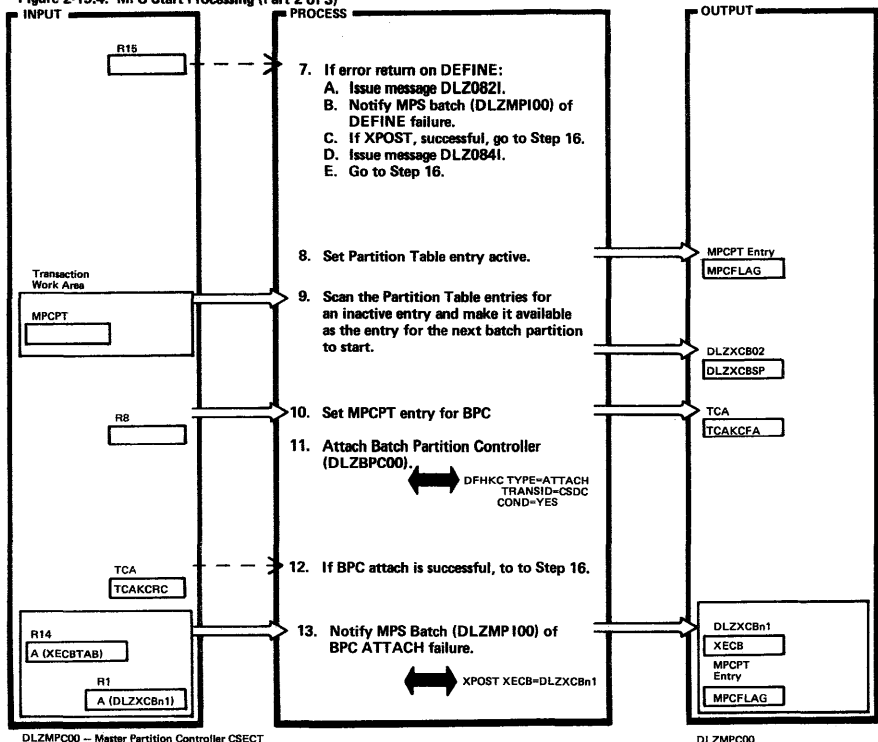 Figure 2-15.4. MPS Start Processing (Part 2 of 3)
INPUT
PROCESS
OUTPUT
R15
7. If error return on DEFINE:
A. Issue message DLZ082I.
B. Notify MPS batch (DLZMPI00) of
DEFINE failure.
C. If XPOST, successful, go to Step 16.
D. Issue message DLZ084I.
E. Go to Step 16.
8. Set Partition Table entry active.
MPCPT Entry
MPCFLAG
Transaction
Work Area
MPCPT
9. Scan the Partition Table entries for
an inactive entry and make it available
as the entry for the next batch partition
to start.
DLZXCB02
DLZXCBSP
R8
10. Set MPCPT entry for BPC
TCA
TCAKCFA
11. Attach Batch Partition Controller
(DLZBPC00).
DFHKC TYPE=ATTACH
TRANSID=CSDC
COND=YES
TCA
TCAKCRC
12. If BPC attach is successful, to to Step 16.
R14
A (XECBTAB)
R1
A (DLZXCBn1)
13. Notify MPS Batch (DLZMP I00) of
BPC ATTACH failure.
XPOST XECB=DLZXCBn1
DLZXCBn1
XECB
MPCPT
Entry
MPCFLAG
DLZMPC00 -- Master Partition Controller CSECT
DLZMPC00